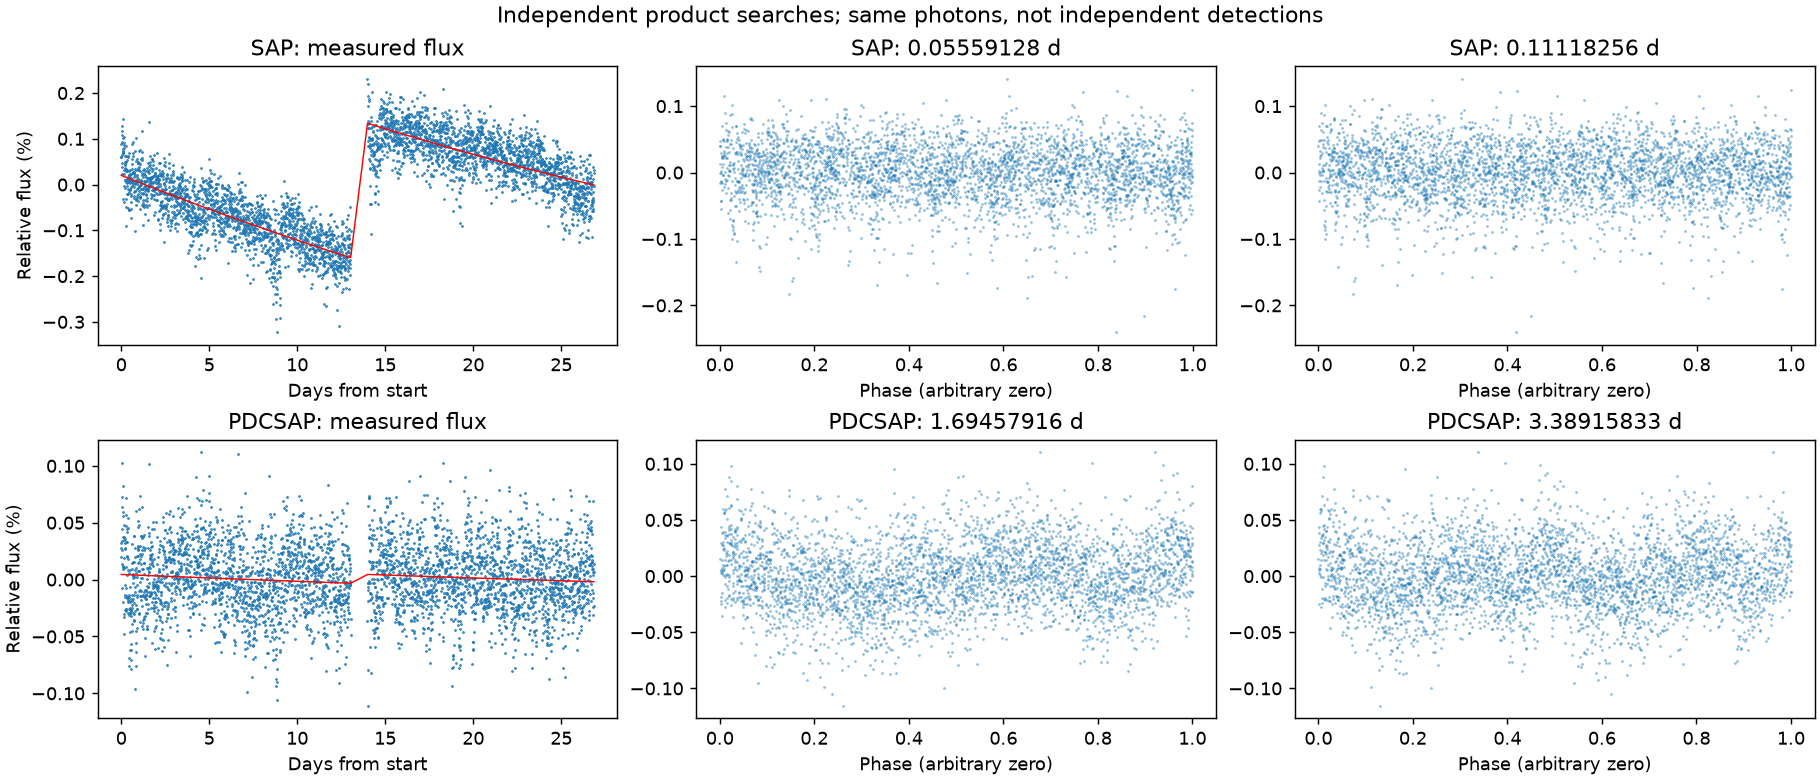 Independent product searches; same photons, not independent detections
SAP: measured flux
SAP: 0.05559128 d
SAP: 0.11118256 d
Relative flux (%)
0.2
0.1
0.0
−0.1
−0.2
−0.3
0.1
0.0
−0.1
−0.2
0.1
0.0
−0.1
−0.2
0 5 10 15 20 25
0.0 0.2 0.4 0.6 0.8 1.0
0.0 0.2 0.4 0.6 0.8 1.0
Days from start
Phase (arbitrary zero)
Phase (arbitrary zero)
PDCSAP: measured flux
PDCSAP: 1.69457916 d
PDCSAP: 3.38915833 d
Relative flux (%)
0.10
0.05
0.00
−0.05
−0.10
0.10
0.05
0.00
−0.05
−0.10
0.10
0.05
0.00
−0.05
−0.10
0 5 10 15 20 25
0.0 0.2 0.4 0.6 0.8 1.0
0.0 0.2 0.4 0.6 0.8 1.0
Days from start
Phase (arbitrary zero)
Phase (arbitrary zero)